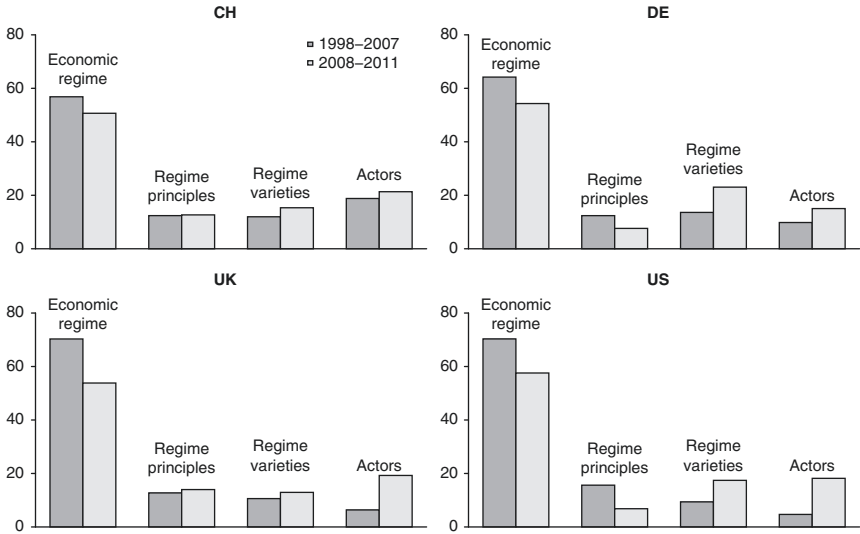 CH
80
60
40
20
0
Economic
regime
Regime
principles
Regime
varieties
Actors
1998–2007
2008–2011
DE
80
60
40
20
0
Economic
regime
Regime
principles
Regime
varieties
Actors
UK
80
60
40
20
0
Economic
regime
Regime
principles
Regime
varieties
Actors
US
80
60
40
20
0
Economic
regime
Regime
principles
Regime
varieties
Actors